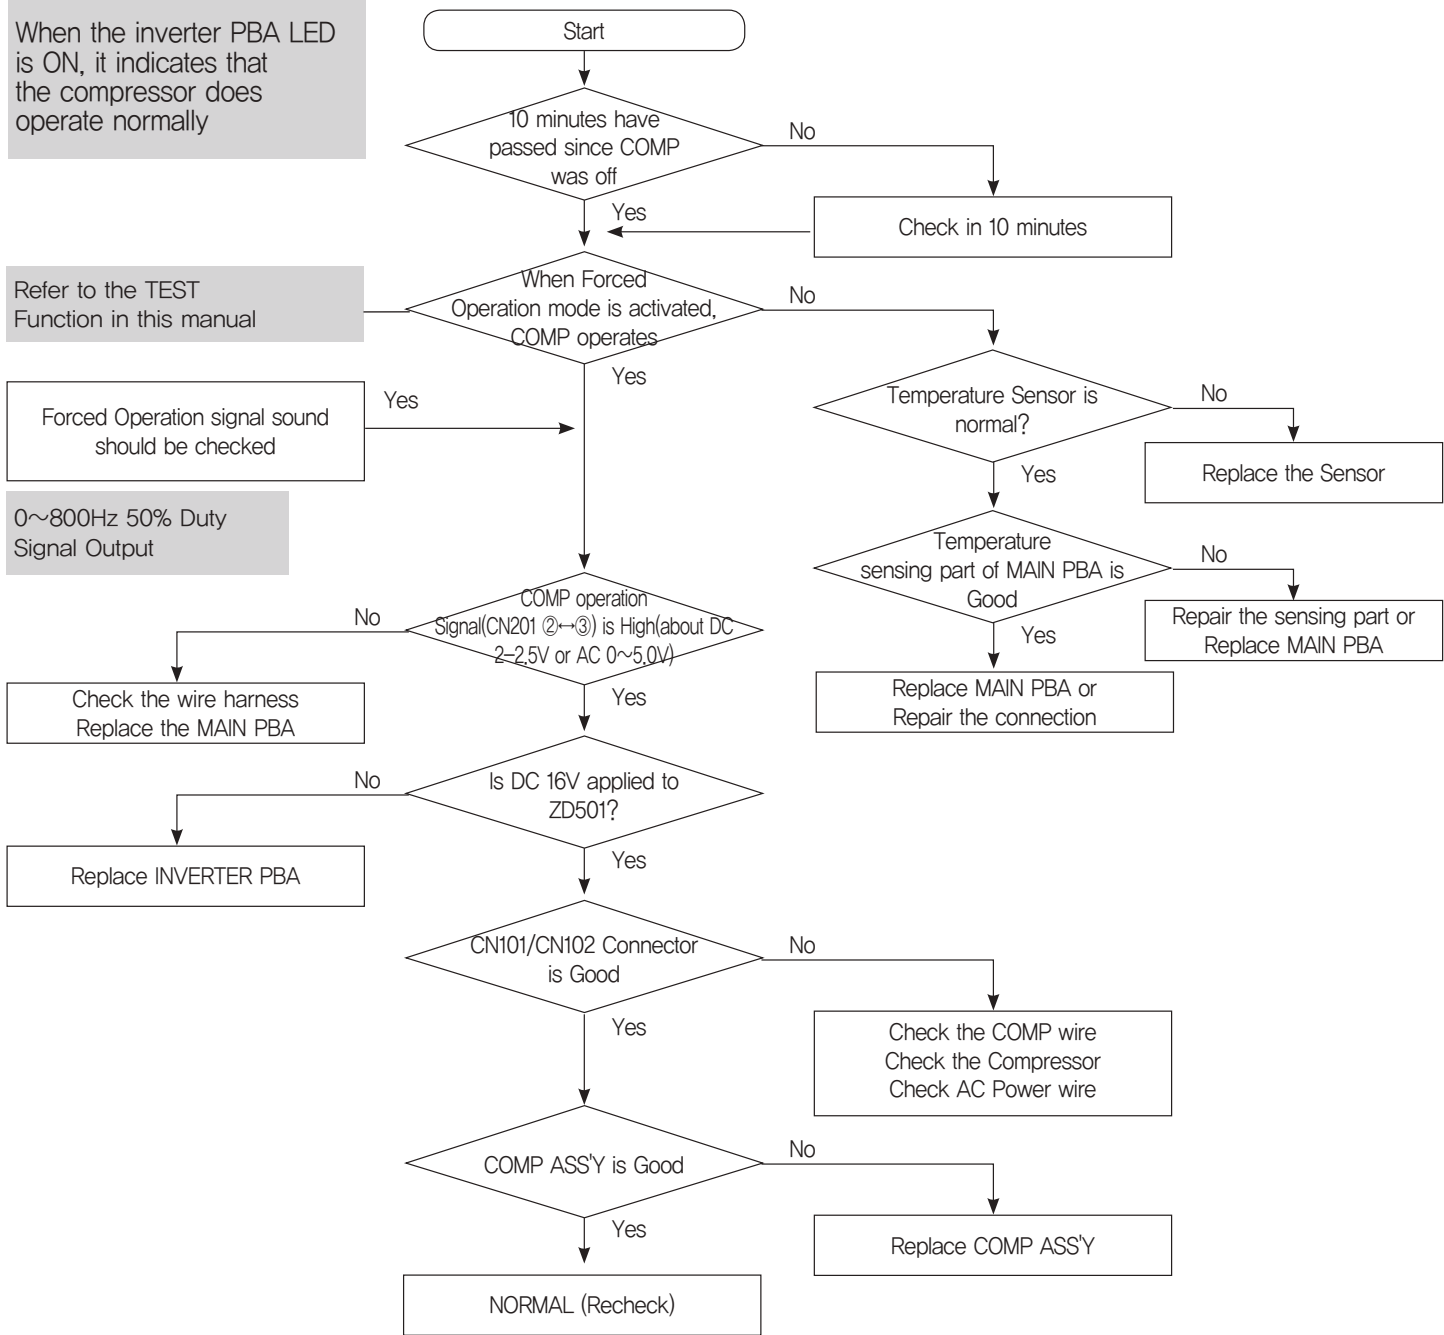 When the inverter PBA LED
is ON, it indicates that
the compressor does
operate normally
Start
10 minutes have
passed since COMP
was off
No
Yes
Check in 10 minutes
Refer to the TEST
Function in this manual
When Forced
Operation mode is activated,
COMP operates
No
Yes
Forced Operation signal sound
should be checked
Yes
Temperature Sensor is
normal?
No
Yes
Replace the Sensor
0～800Hz 50% Duty
Signal Output
Temperature
sensing part of MAIN PBA is
Good
No
Yes
Repair the sensing part or
Replace MAIN PBA
Replace MAIN PBA or
Repair the connection
COMP operation
Signal(CN201 ②↔③) is High(about DC
2-2.5V or AC 0～5.0V)
No
Yes
Check the wire harness
Replace the MAIN PBA
Is DC 16V applied to
ZD501?
No
Yes
Replace INVERTER PBA
CN101/CN102 Connector
is Good
No
Yes
Check the COMP wire
Check the Compressor
Check AC Power wire
COMP ASS'Y is Good
No
Yes
Replace COMP ASS'Y
NORMAL (Recheck)